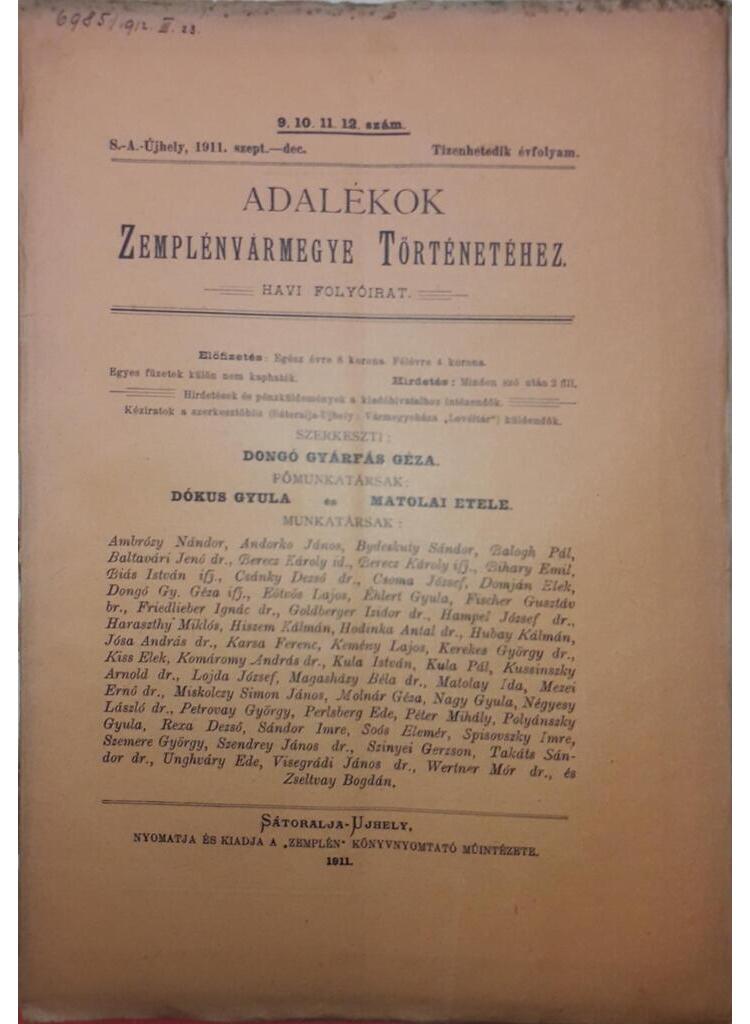 6985/1912. III. 23.
9. 10. 11. 12. szám.
S.-A.-Újhely, 1911. szept.—dec. Tizenhetedik évfolyam.
ADALÉKOK
ZEMPLÉNVÁRMEGYE TÖRTÉNETÉHEZ.
HAVI FOLYÓIRAT.
Előfizetés: Egész évre 8 korona. Félévre 4 korona.
Egyes füzetek külön nem kaphatók. Hirdetés: Minden szó után 2 fill.
Hirdetések és pénzküldemények a kiadóhivatalhoz intézendők.
Kéziratok a szerkesztőbe (Sátoralja-Ujhely: Vármegyeháza „Levéltár") küldendők.
SZERKESZTI:
DONGÓ GYÁRFÁS GÉZA.
FŐMUNKATÁRSAK:
DÓKUS GYULA és MATOLAI ETELE.
MUNKATÁRSAK:
Ambrózy Nándor, Andorko János, Bydeskuty Sándor, Balogh Pál,
Baltavári Jenő dr., Berecz Károly id., Berecz Károly ifj., Bihary Emil,
Biás István ifj., Csánky Dezső dr., Csoma József, Domján Elek,
Dongó Gy. Géza ifj., Eötvös Lajos, Éhlert Gyula, Fischer Gusztáv
br., Friedlieber Ignác dr., Goldberger Izidor dr., Hampel József dr.,
Haraszthy Miklós, Hiszem Kálmán, Hodinka Antal dr., Hubay Kálmán,
Jósa András dr., Karsa Ferenc, Kemény Lajos, Kerekes György dr.,
Kiss Elek, Komáromy András dr., Kula István, Kula Pál, Kussinszky
Arnold dr., Lojda József, Magasházy Béla dr., Matolay Ida, Mezei
Ernő dr., Miskolczy Simon János, Molnár Géza, Nagy Gyula, Négyesy
László dr., Petrovay György, Perlsberg Ede, Péter Mihály, Polyánszky
Gyula, Rexa Dezső, Sándor Imre, Soós Elemér, Spisovszky Imre,
Szemere György, Szendrey János dr., Szinyei Gerzson, Takáts Sán-
dor dr., Unghváry Ede, Visegrádi János dr., Wertner Mór dr., és
Zseltvay Bogdán.
SÁTORALJA-UJHELY,
NYOMATJA ÉS KIADJA A „ZEMPLÉN" KÖNYVNYOMTATÓ MŰINTÉZETE.
1911.